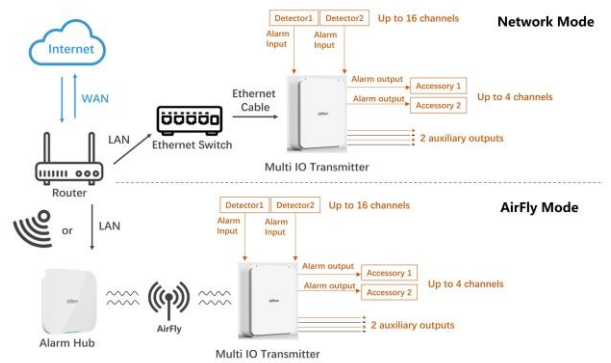 Detector1 Detector2 Up to 16 channels
Network Mode
Alarm Input
Alarm Input
Internet
WAN
Ethernet Cable
Alarm output
Accessory 1
Alarm output
Accessory 2
Up to 4 channels
LAN
Ethernet Switch
2 auxiliary outputs
Multi IO Transmitter
Router
AirFly Mode
Detector1 Detector2 Up to 16 channels
or
LAN
Alarm Input
Alarm Input
Alarm output
Accessory 1
Alarm output
Accessory 2
Up to 4 channels
AirFly
2 auxiliary outputs
Alarm Hub
Multi IO Transmitter